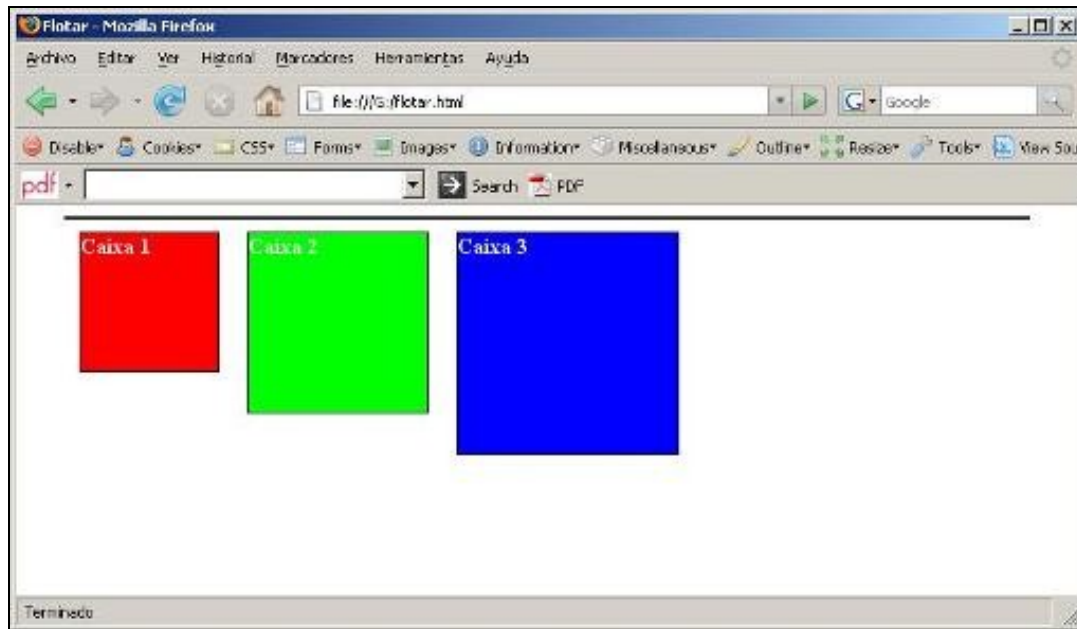 Flotar - Mozilla Firefox
Archivo Editar Ver Historial Marcadores Herramientas Ayuda
file:///G:/flotar.html
G Google
Disable Cookies CSS Forms Images Information Miscellaneous Outline Resize Tools View Sou
pdf Search PDF
Caixa 1 Caixa 2 Caixa 3
Terminado